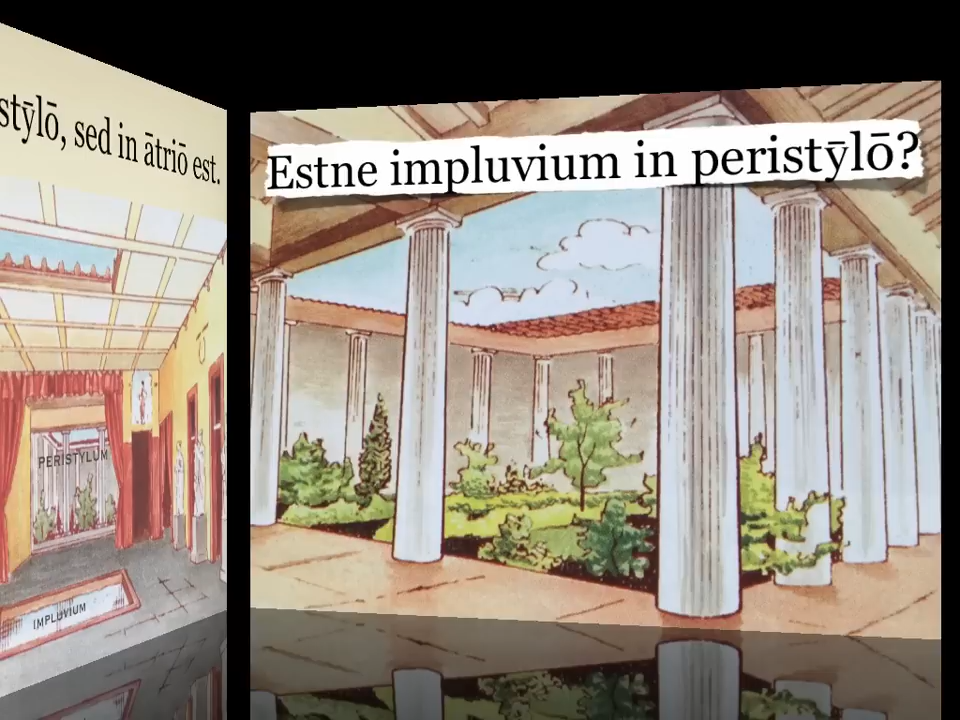 stȳlō, sed in ātriō est.
PERISTYLUM
IMPLUVIUM
Estne impluvium in peristȳlō?